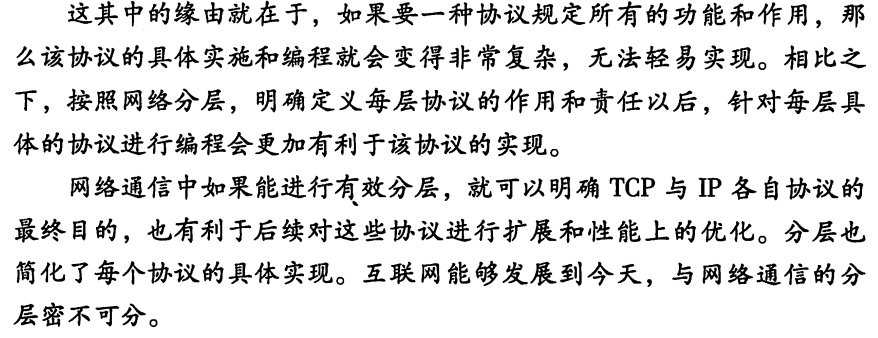 这其中的缘由就在于，如果要一种协议规定所有的功能和作用，那
么该协议的具体实施和编程就会变得非常复杂，无法轻易实现。相比之
下，按照网络分层，明确定义每层协议的作用和责任以后，针对每层具
体的协议进行编程会更加有利于该协议的实现。
网络通信中如果能进行有效分层，就可以明确 TCP 与 IP 各自协议的
最终目的，也有利于后续对这些协议进行扩展和性能上的优化。分层也
简化了每个协议的具体实现。互联网能够发展到今天，与网络通信的分
层密不可分。